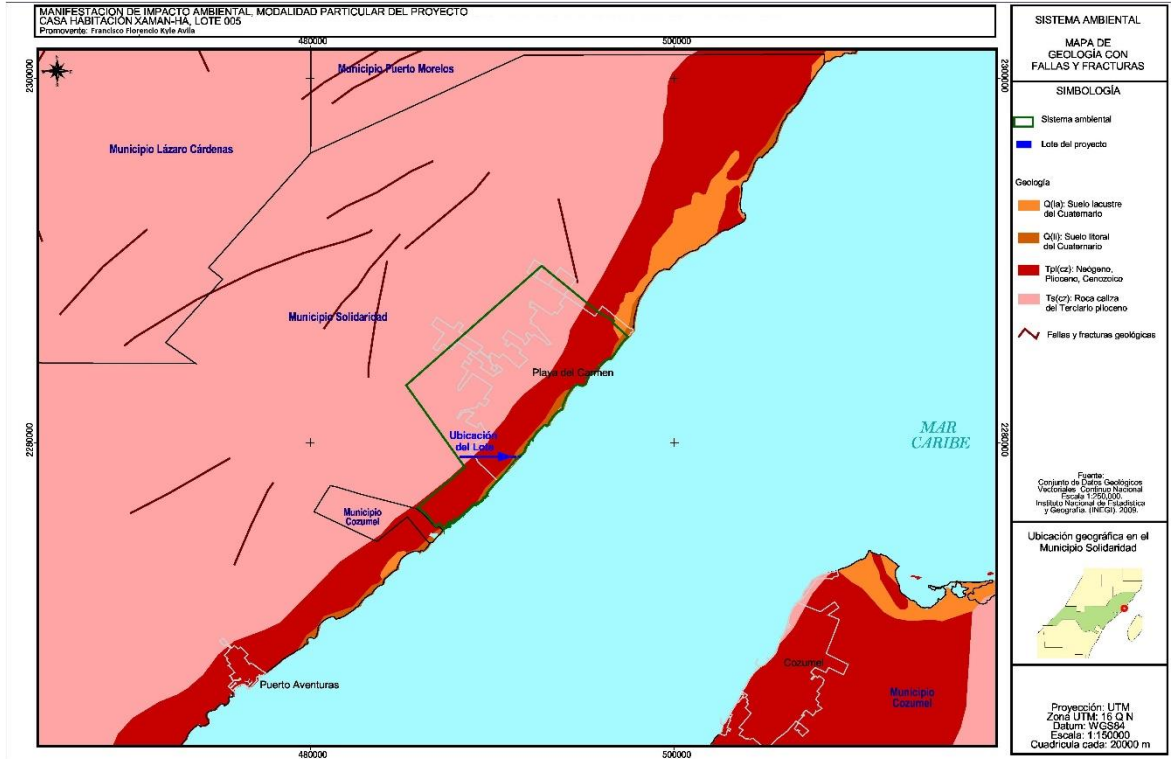 MANIFESTACION DE IMPACTO AMBIENTAL, MODALIDAD PARTICULAR DEL PROYECTO
CASA HABITACIÓN XAMAN-HA, LOTE 005
Promovente: Francisco Florencio Kyle Avila
480000
500000
2300000
2300000
Municipio Puerto Morelos
Municipio Lázaro Cárdenas
Municipio Solidaridad
Playa del Carmen
Ubicación
del Lote
2280000
2280000
MAR
CARIBE
Municipio
Cozumel
Puerto Aventuras
Cozumel
Municipio
Cozumel
480000
500000
SISTEMA AMBIENTAL
MAPA DE
GEOLOGÍA CON
FALLAS Y FRACTURAS
SIMBOLOGÍA
Sistema ambiental
Lote del proyecto
Geología
Q(la): Suelo lacustre
del Cuaternario
Q(li): Suelo litoral
del Cuaternario
Tpl(cz): Neógeno,
Plioceno, Cenozoico
Ts(cz): Roca caliza
del Terciario plioceno
Fallas y fracturas geológicas
Fuente:
Conjunto de Datos Geológicos
Vectoriales. Continuo Nacional
Escala 1:250,000.
Instituto Nacional de Estadística
y Geografía. (INEGI). 2009.
Ubicación geográfica en el
Municipio Solidaridad
Proyección: UTM
Zona UTM: 16 Q N
Datum: WGS84
Escala: 1:150000
Cuadrícula cada: 20000 m